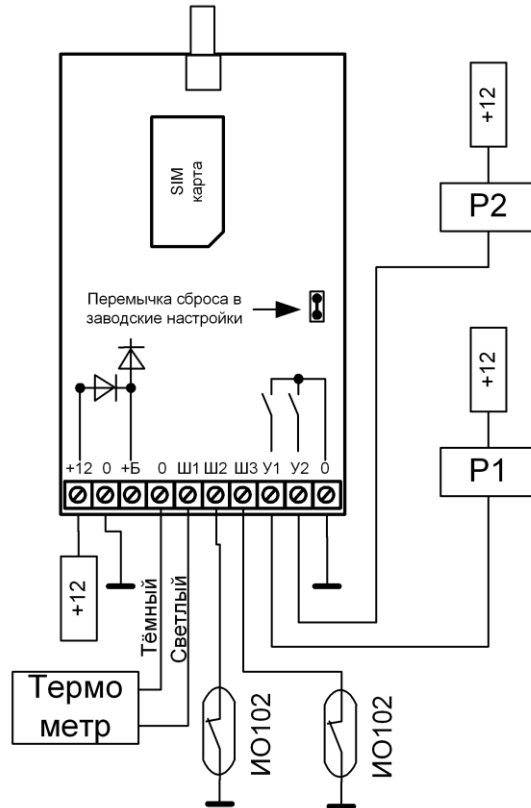 SIM
карта
+12
P2
Перемычка сброса в
заводские настройки
+12
P1
+12 0 +Б 0 Ш1 Ш2 Ш3 У1 У2 0
+12
Тёмный
Светлый
Термо
метр
ИО102
ИО102